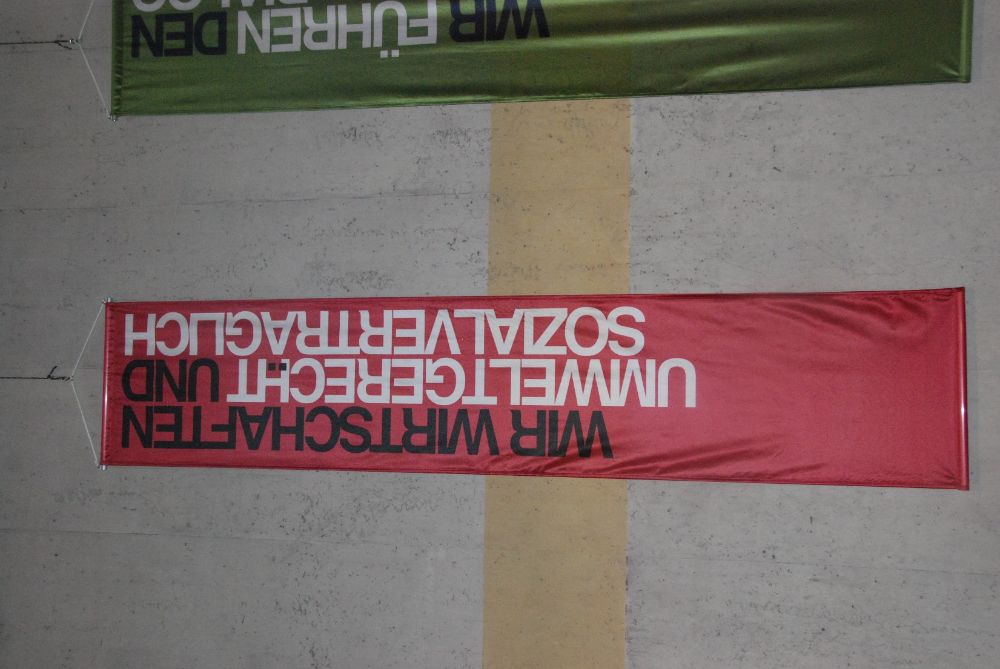 WIR WIRTSCHAFTEN
UMWELTGERECHT UND
SOZIALVERTRÄGLICH
WIR FÜHREN DEN